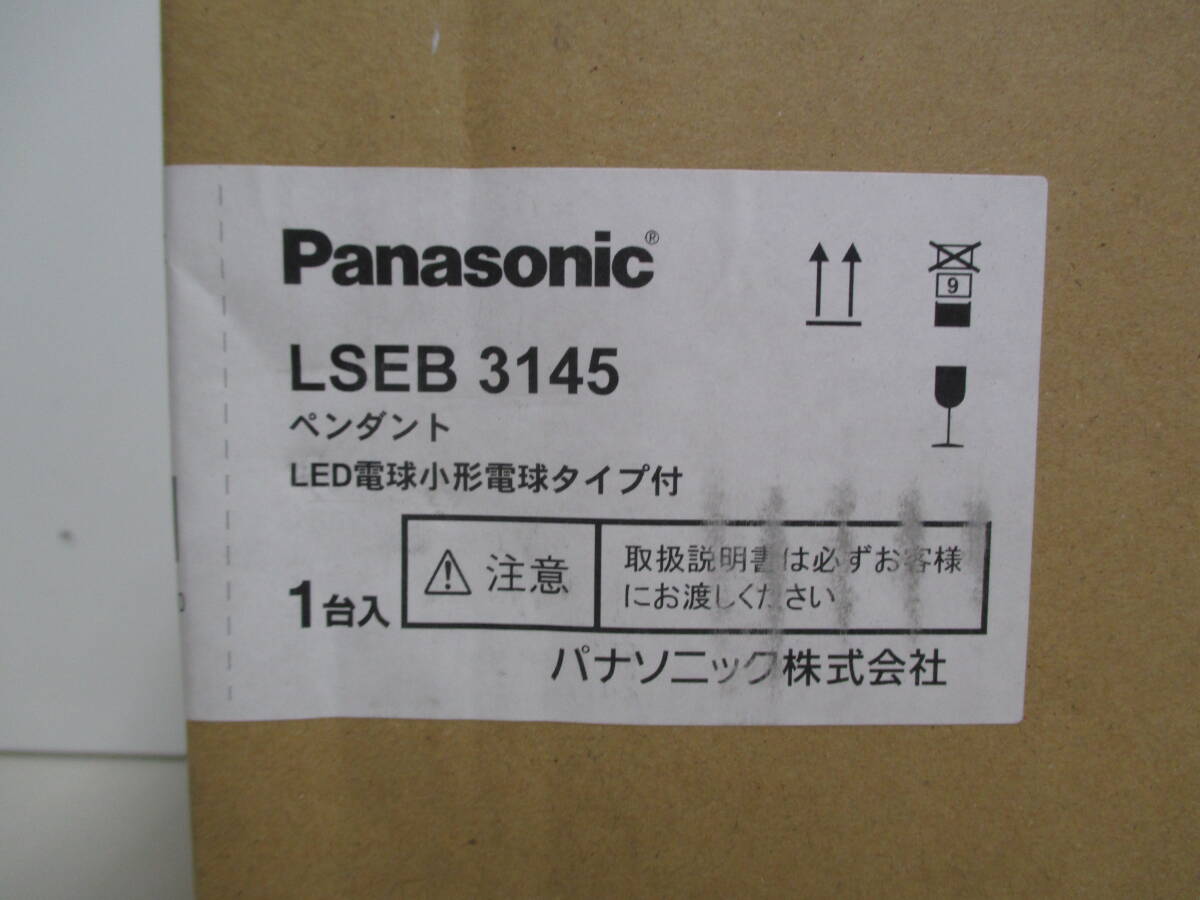 Panasonic®
LSEB 3145
ペンダント
LED電球小形電球タイプ付
1台入
注意
取扱説明書は必ずお客様
にお渡しください
パナソニック株式会社
9